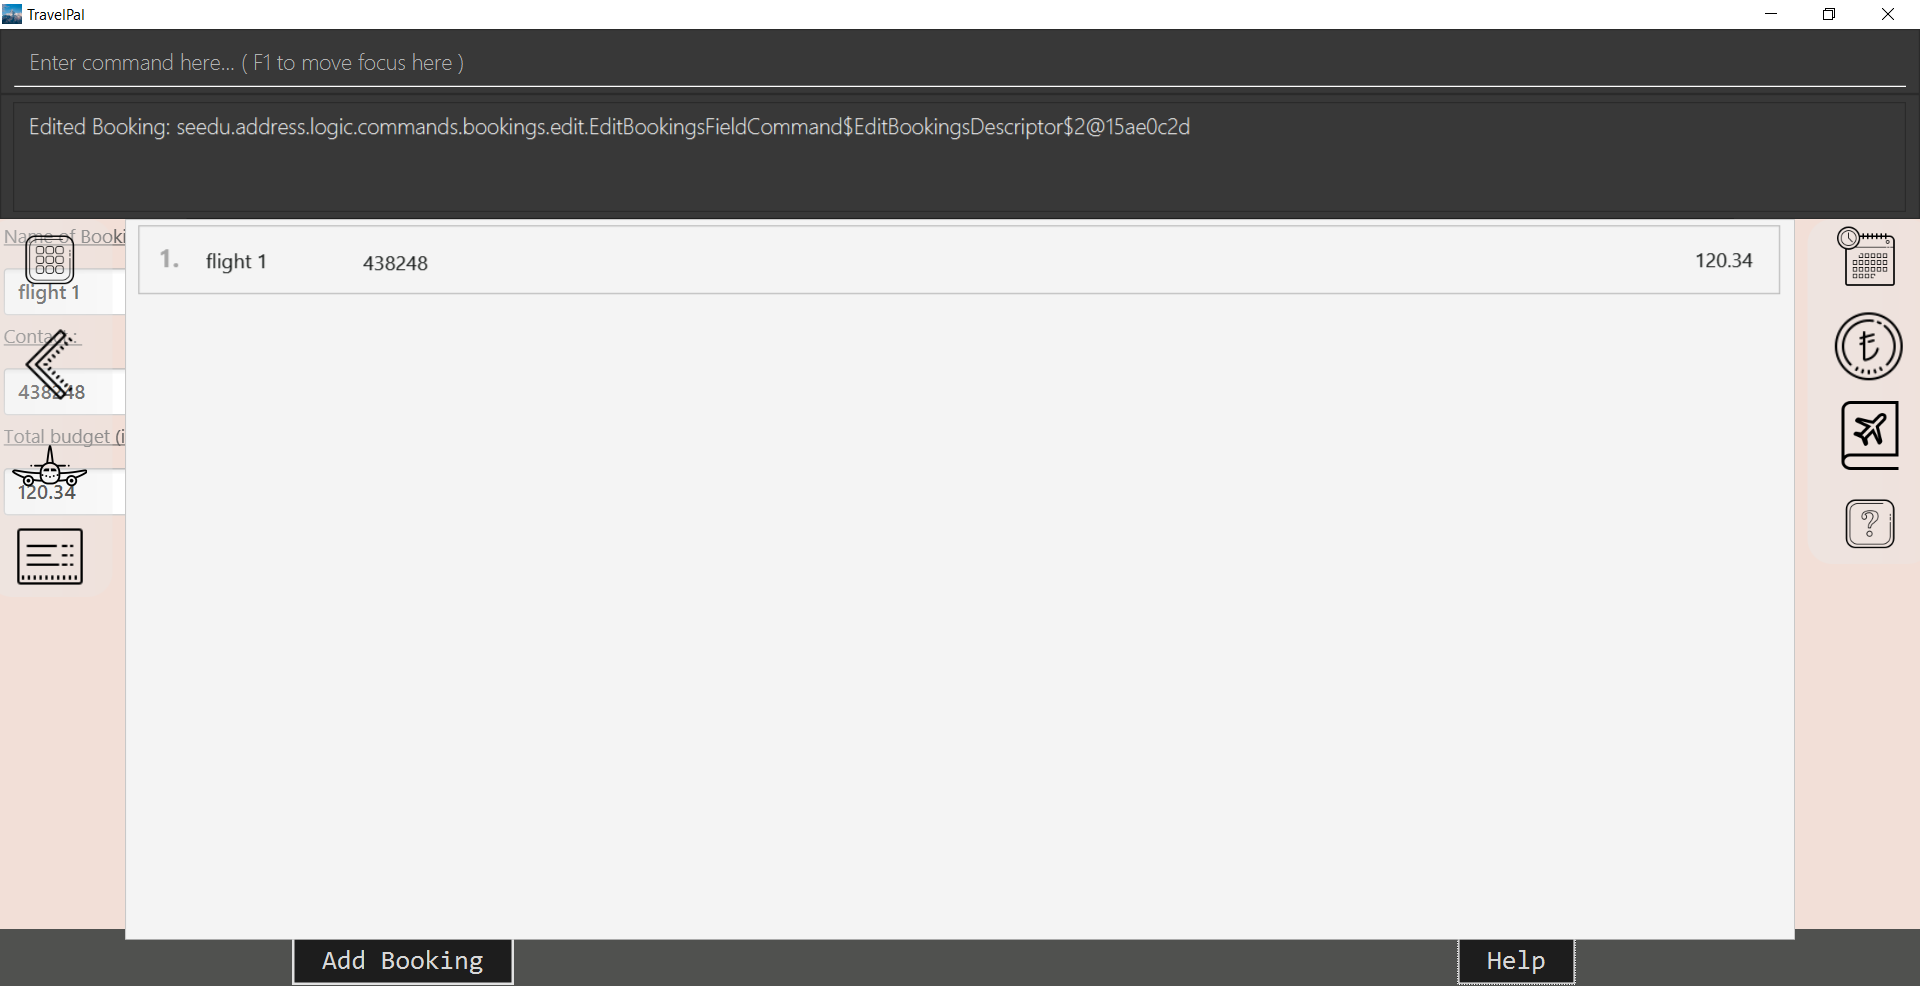 TravelPal
Enter command here... ( F1 to move focus here )
Edited Booking: seedu.address.logic.commands.bookings.edit.EditBookingsFieldCommand$EditBookingsDescriptor$2@15ae0c2d
Name of Booki
flight 1
Contact :
438248
Total budget (i
120.34
1. flight 1 438248 120.34
Add Booking
Help